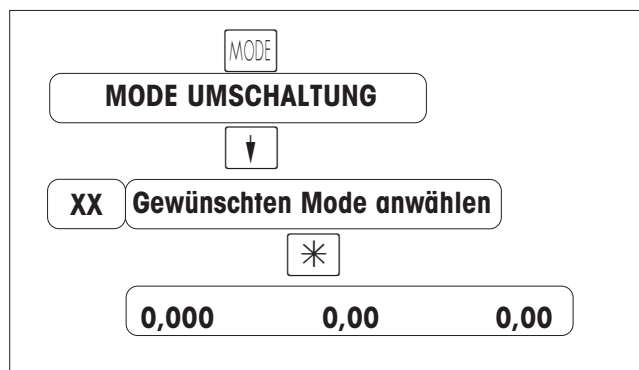 MODE
MODE UMSCHALTUNG
XX Gewünschten Mode anwählen
0,000 0,00 0,00